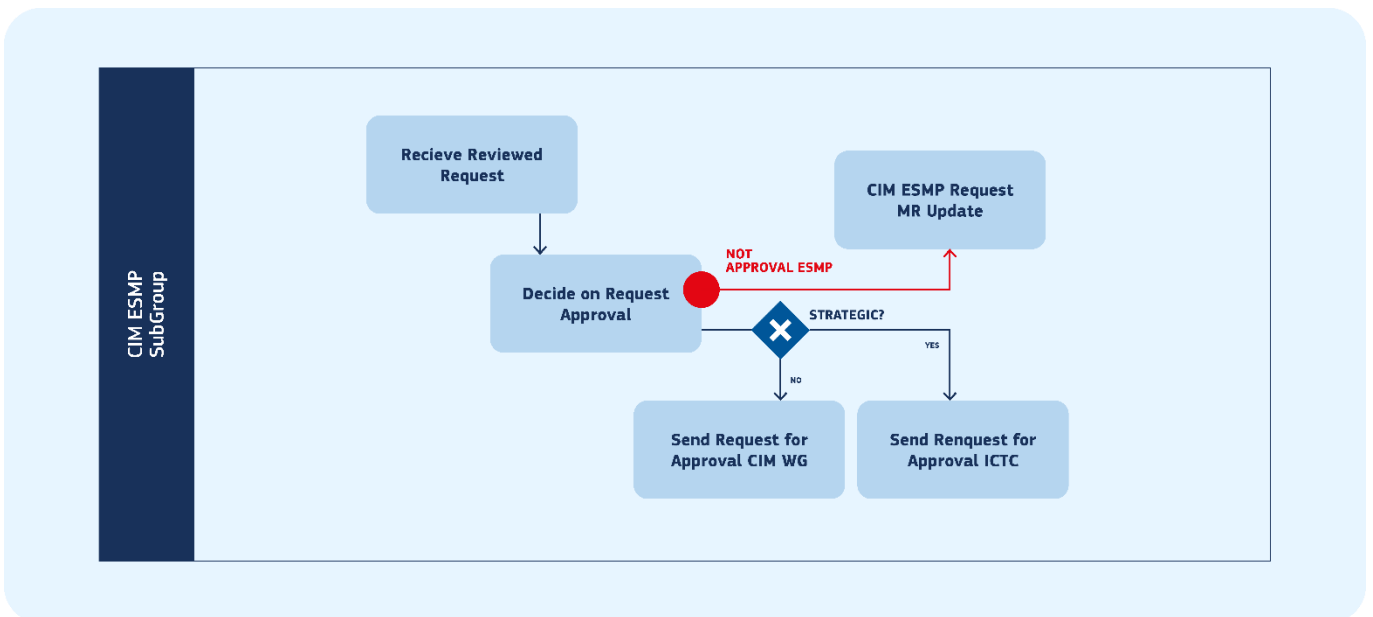 CIM ESMP
SubGroup
Recieve Reviewed
Request
CIM ESMP Request
MR Update
NOT
APPROVAL ESMP
Decide on Request
Approval
STRATEGIC?
YES
NO
Send Request for
Approval CIM WG
Send Renquest for
Approval ICTC